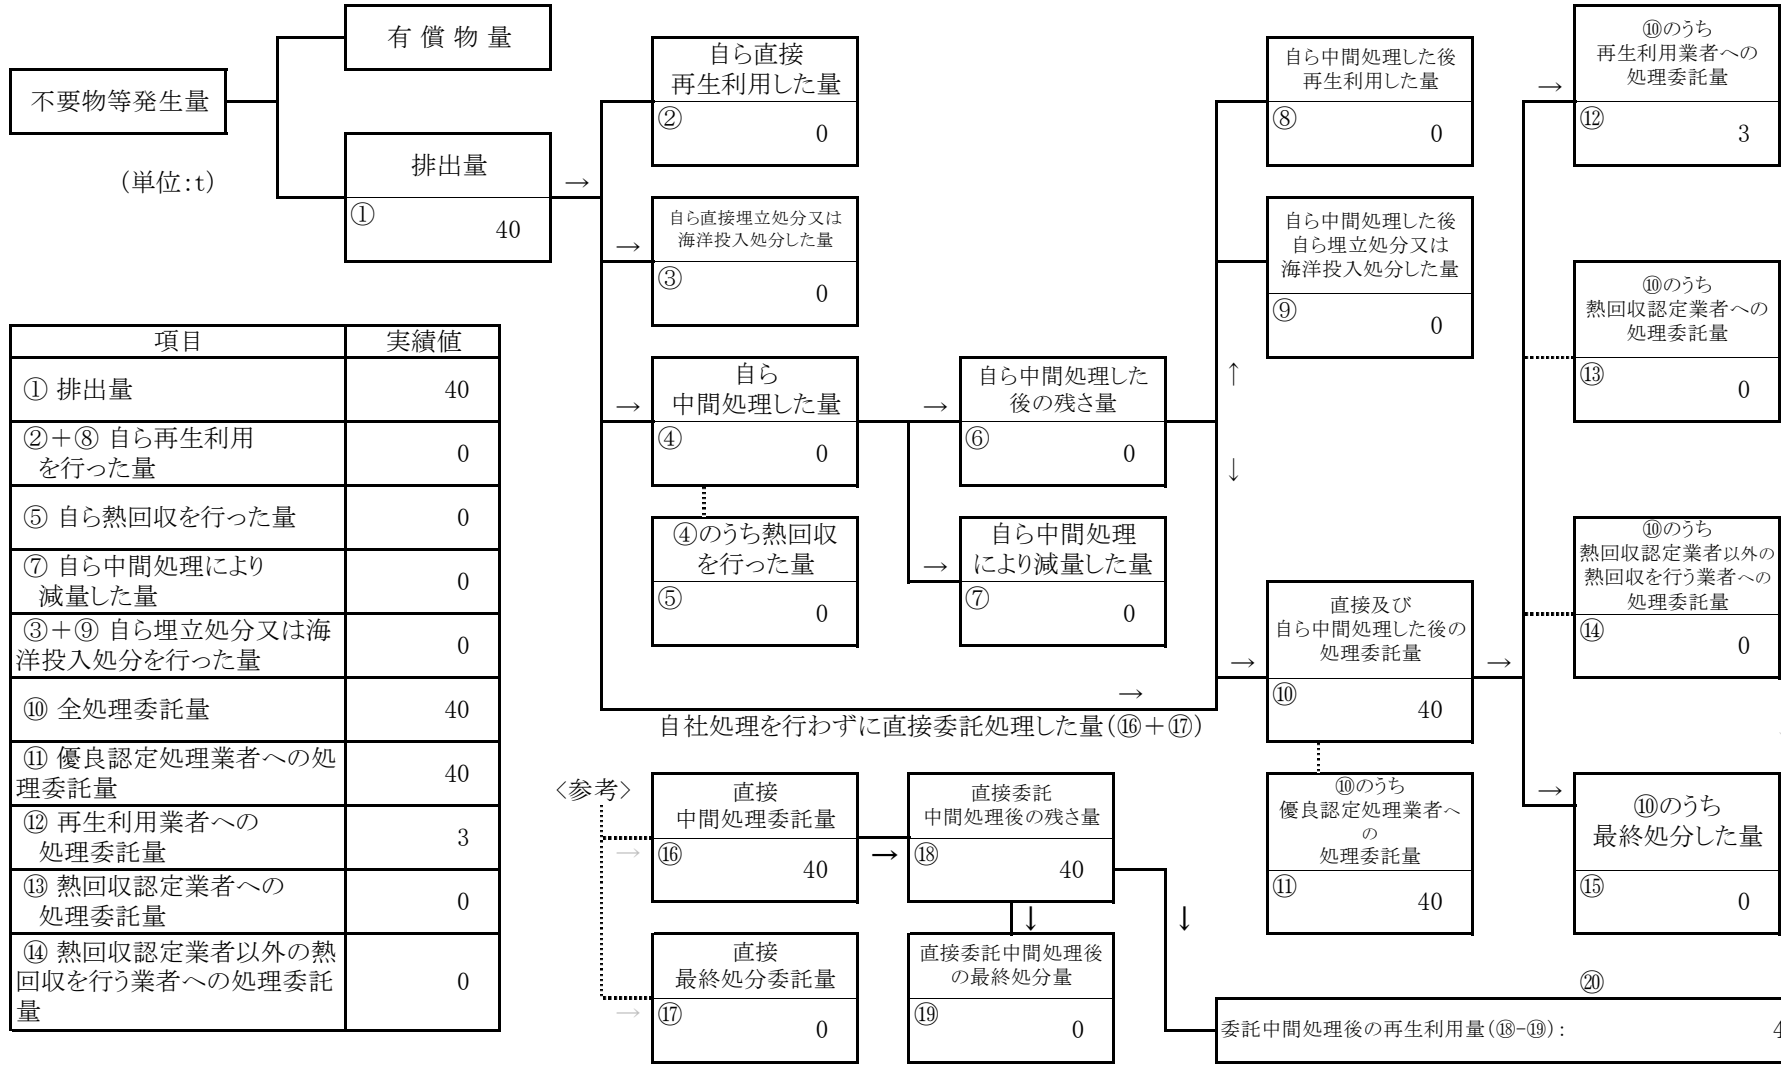 不要物等発生量
(単位:t)
有償物量
排出量
①
40
→
自ら直接
再生利用した量
②
0
→
自ら直接埋立処分又は
海洋投入処分した量
③
0
→
自ら
中間処理した量
④
0
④のうち熱回収
を行った量
⑤
0
→
自ら中間処理した
後の残さ量
⑥
0
→
自ら中間処理
により減量した量
⑦
0
↑
↓
自ら中間処理した後
再生利用した量
⑧
0
自ら中間処理した後
自ら埋立処分又は
海洋投入処分した量
⑨
0
→
自社処理を行わずに直接委託処理した量(⑯+⑰)
→
直接及び
自ら中間処理した後の
処理委託量
⑩
40
⑩のうち
優良認定処理業者へ
の
処理委託量
⑪
40
→
→
⑩のうち
再生利用業者への
処理委託量
⑫
3
⑩のうち
熱回収認定業者への
処理委託量
⑬
0
⑩のうち
熱回収認定業者以外の
熱回収を行う業者への
処理委託量
⑭
0
→
⑩のうち
最終処分した量
⑮
0
項目 実績値
① 排出量 40
②+⑧ 自ら再生利用
を行った量 0
⑤ 自ら熱回収を行った量 0
⑦ 自ら中間処理により
減量した量 0
③+⑨ 自ら埋立処分又は海
洋投入処分を行った量 0
⑩ 全処理委託量 40
⑪ 優良認定処理業者への処
理委託量 40
⑫ 再生利用業者への
処理委託量 3
⑬ 熱回収認定業者への
処理委託量 0
⑭ 熱回収認定業者以外の熱
回収を行う業者への処理委託
量 0
<参考>
→
直接
中間処理委託量
⑯
40
→
直接
最終処分委託量
⑰
0
→
直接委託
中間処理後の残さ量
⑱
40
↓
直接委託中間処理後
の最終処分量
⑲
0
↓
⑳
委託中間処理後の再生利用量(⑱-⑲):